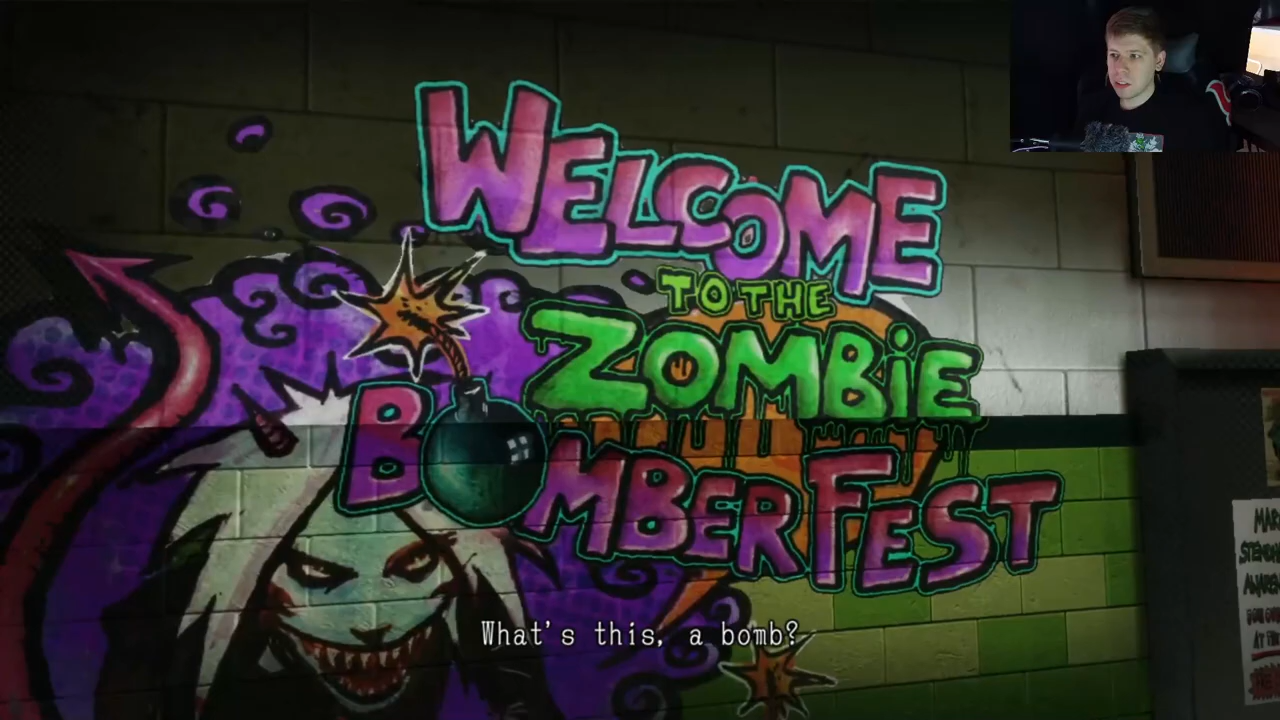 WELCOME
TO THE
ZOMBiE
BOMBERFEST
What's this, a bomb?